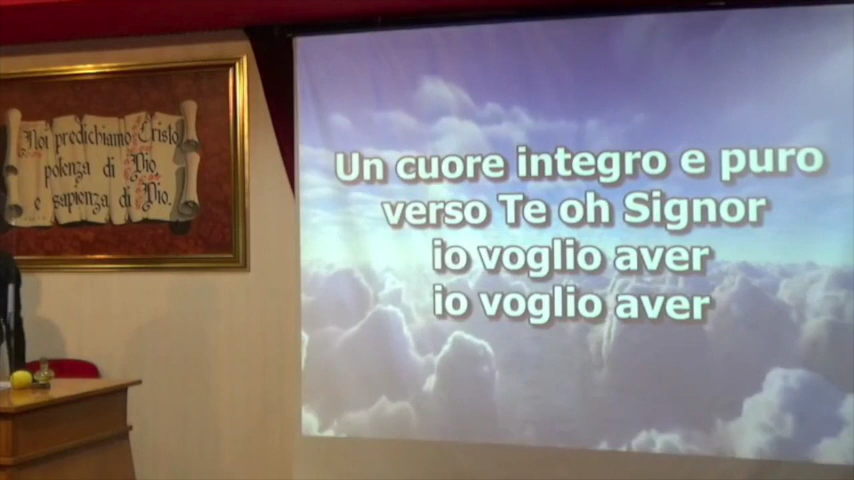 Noi predichiamo Cristo
potenza di Dio
e sapienza di Dio.
Un cuore integro e puro
verso Te oh Signor
io voglio aver
io voglio aver